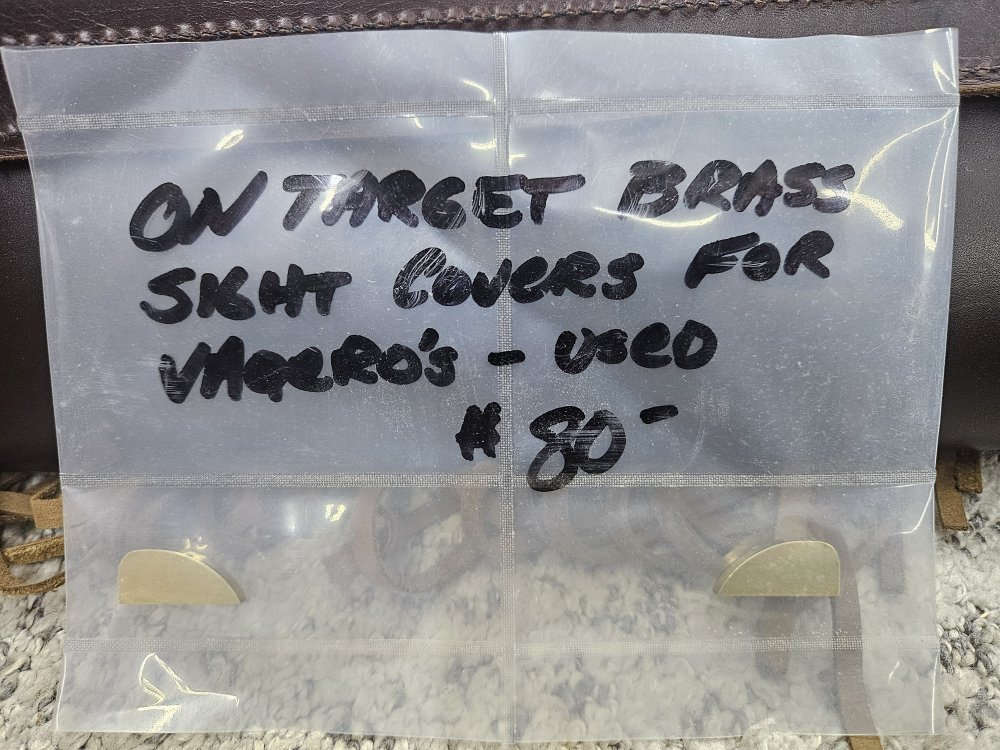 ON TARGET BRASS
SIGHT COVERS FOR
VAQERO'S - USED
# 80 -